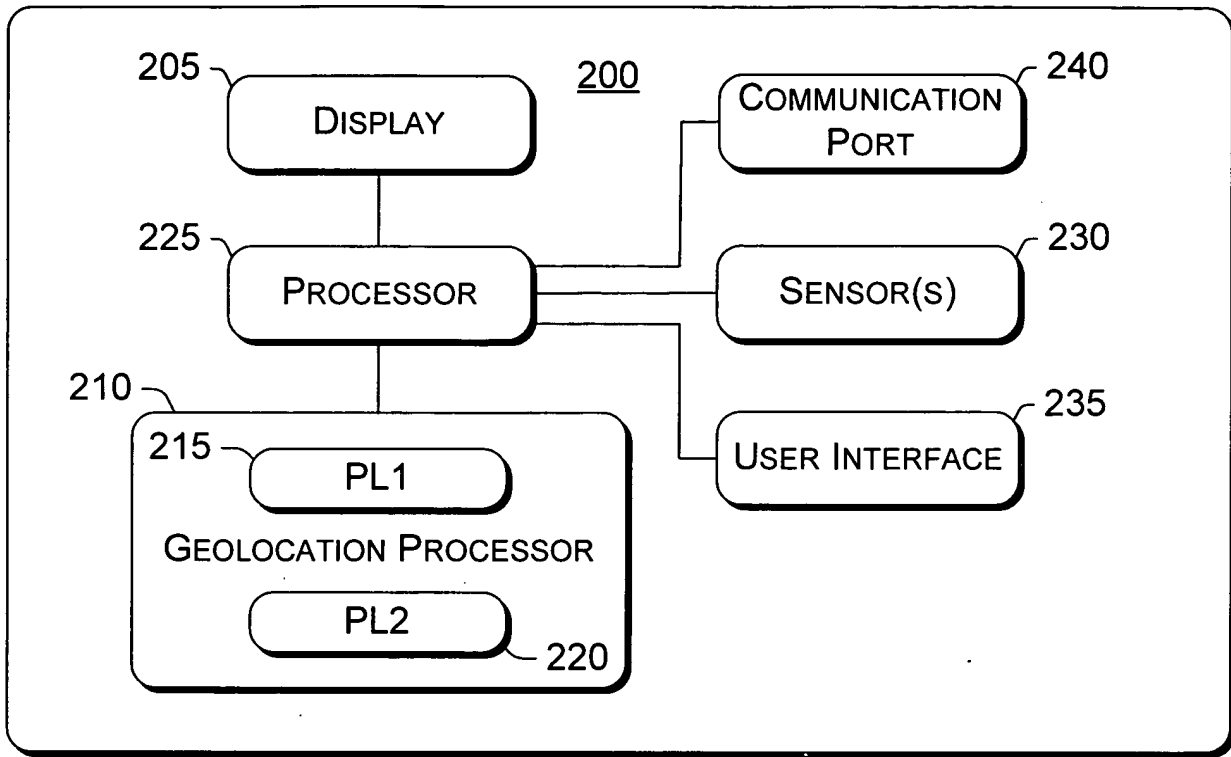 205
DISPLAY
200
240
COMMUNICATION
PORT
225
PROCESSOR
230
SENSOR(S)
210
215
PL1
GEOLOCATION PROCESSOR
PL2
220
235
USER INTERFACE